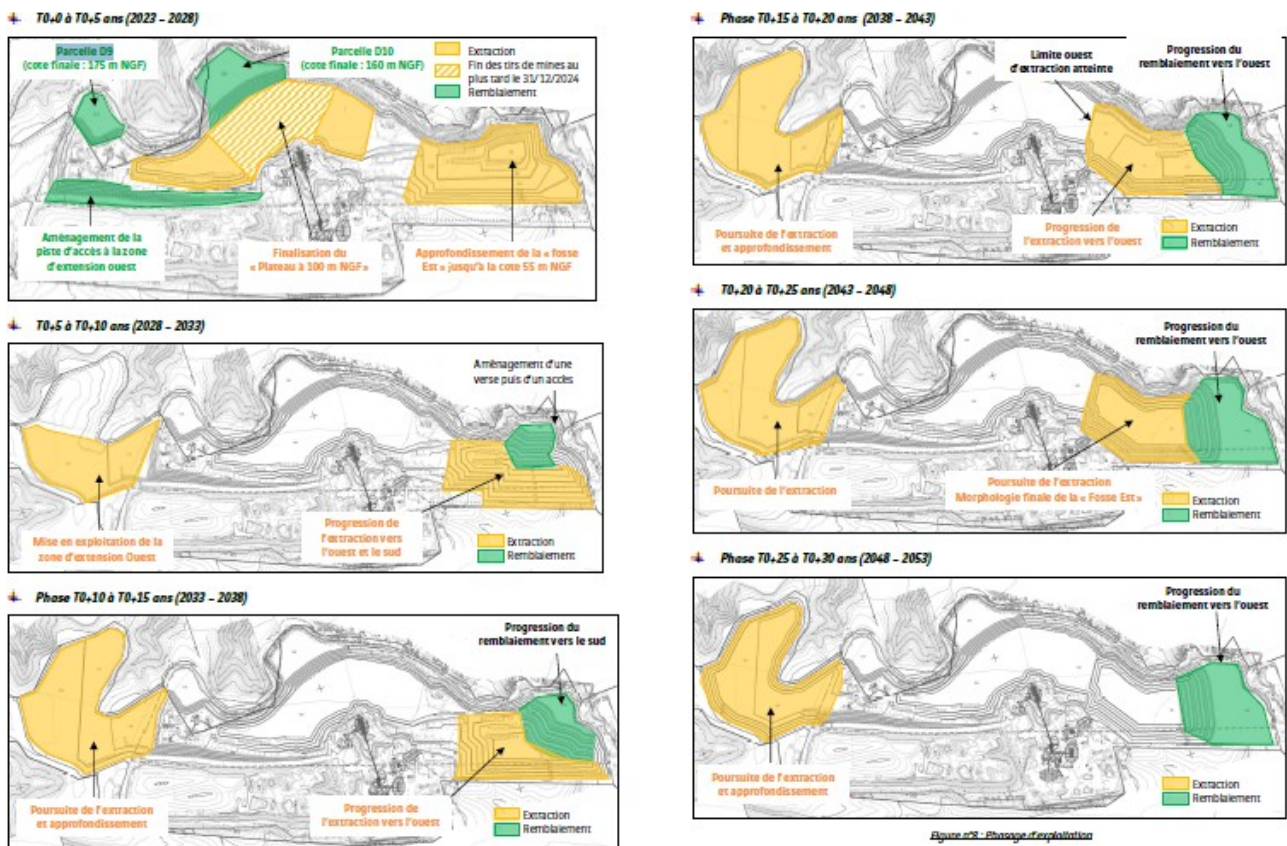 T0+0 à T0+5 ans (2023 – 2028)
Parcelle D9
(cote finale : 175 m NGF)
Parcelle D10
(cote finale : 160 m NGF)
Extraction
Fin des tirs de mines au
plus tard le 31/12/2024
Remblaiement
Aménagement de la
piste d'accès à la zone
d'extension ouest
Finalisation du
« Plateau à 100 m NGF »
Approfondissement de la « fosse
Est » jusqu'à la cote 55 m NGF
T0+5 à T0+10 ans (2028 – 2033)
Aménagement d'une
verse puis d'un accès
Mise en exploitation de la
zone d'extension Ouest
Progression de
l'extraction vers
l'ouest et le sud
Extraction
Remblaiement
Phase T0+10 à T0+15 ans (2033 – 2038)
Progression du
remblaiement vers le sud
Poursuite de l'extraction
et approfondissement
Progression de
l'extraction vers l'ouest
Extraction
Remblaiement
Phase T0+15 à T0+20 ans (2038 – 2043)
Limite ouest
d'extraction atteinte
Progression du
remblaiement vers l'ouest
Poursuite de l'extraction
et approfondissement
Progression de
l'extraction vers l'ouest
Extraction
Remblaiement
T0+20 à T0+25 ans (2043 – 2048)
Progression du
remblaiement vers l'ouest
Poursuite de l'extraction
Poursuite de l'extraction
Morphologie finale de la « Fosse Est »
Extraction
Remblaiement
Phase T0+25 à T0+30 ans (2048 – 2053)
Progression du
remblaiement vers l'ouest
Poursuite de l'extraction
et approfondissement
Extraction
Remblaiement
Figure n°8 : Phasage d'exploitation